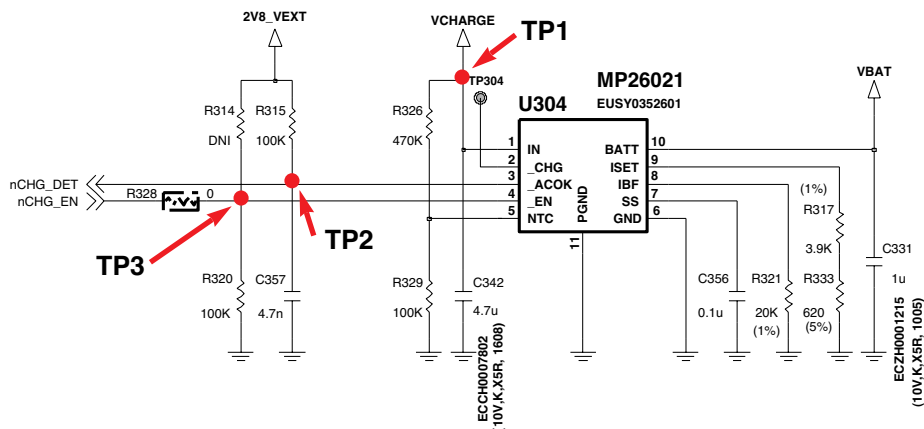 2V8_VEXT
VCHARGE
TP1
TP304
MP26021
EUSY0352601
U304
VBAT
R314
DNI
R315
100K
R326
470K
1 IN
2 _CHG
3 _ACOK
4 _EN
5 NTC
PGND
11
BATT 10
ISET 9
IBF 8
SS 7
GND 6
nCHG_DET
nCHG_EN
R328
0
TP2
TP3
R320
100K
C357
4.7n
R329
100K
C342
4.7u
ECCH0007802
(10V,K,X5R, 1608)
C356
0.1u
R321
20K
(1%)
(1%)
R317
3.9K
R333
620
(5%)
C331
1u
ECZH0001215
(10V,K,X5R, 1005)